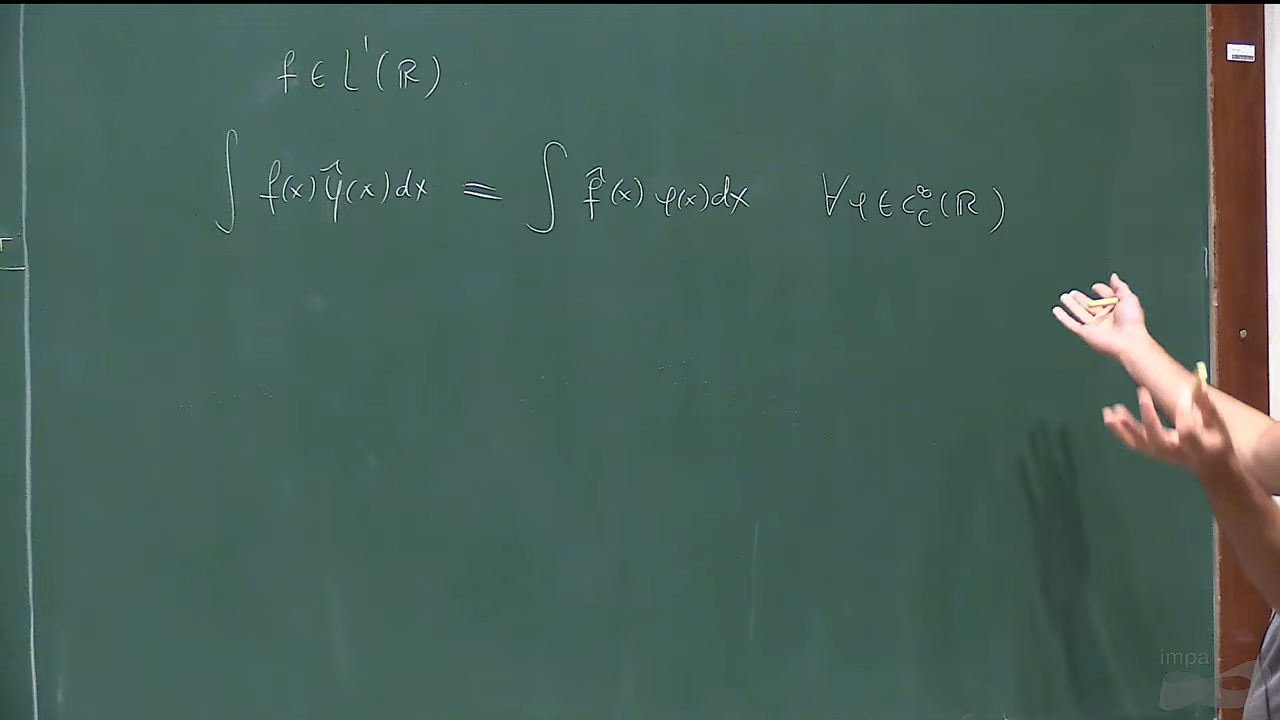 f ∈ L¹(ℝ)
∫ f(x) φ̂(x) dx = ∫ f̂(x) φ(x) dx ∀ φ ∈ C_c^∞(ℝ)
impa